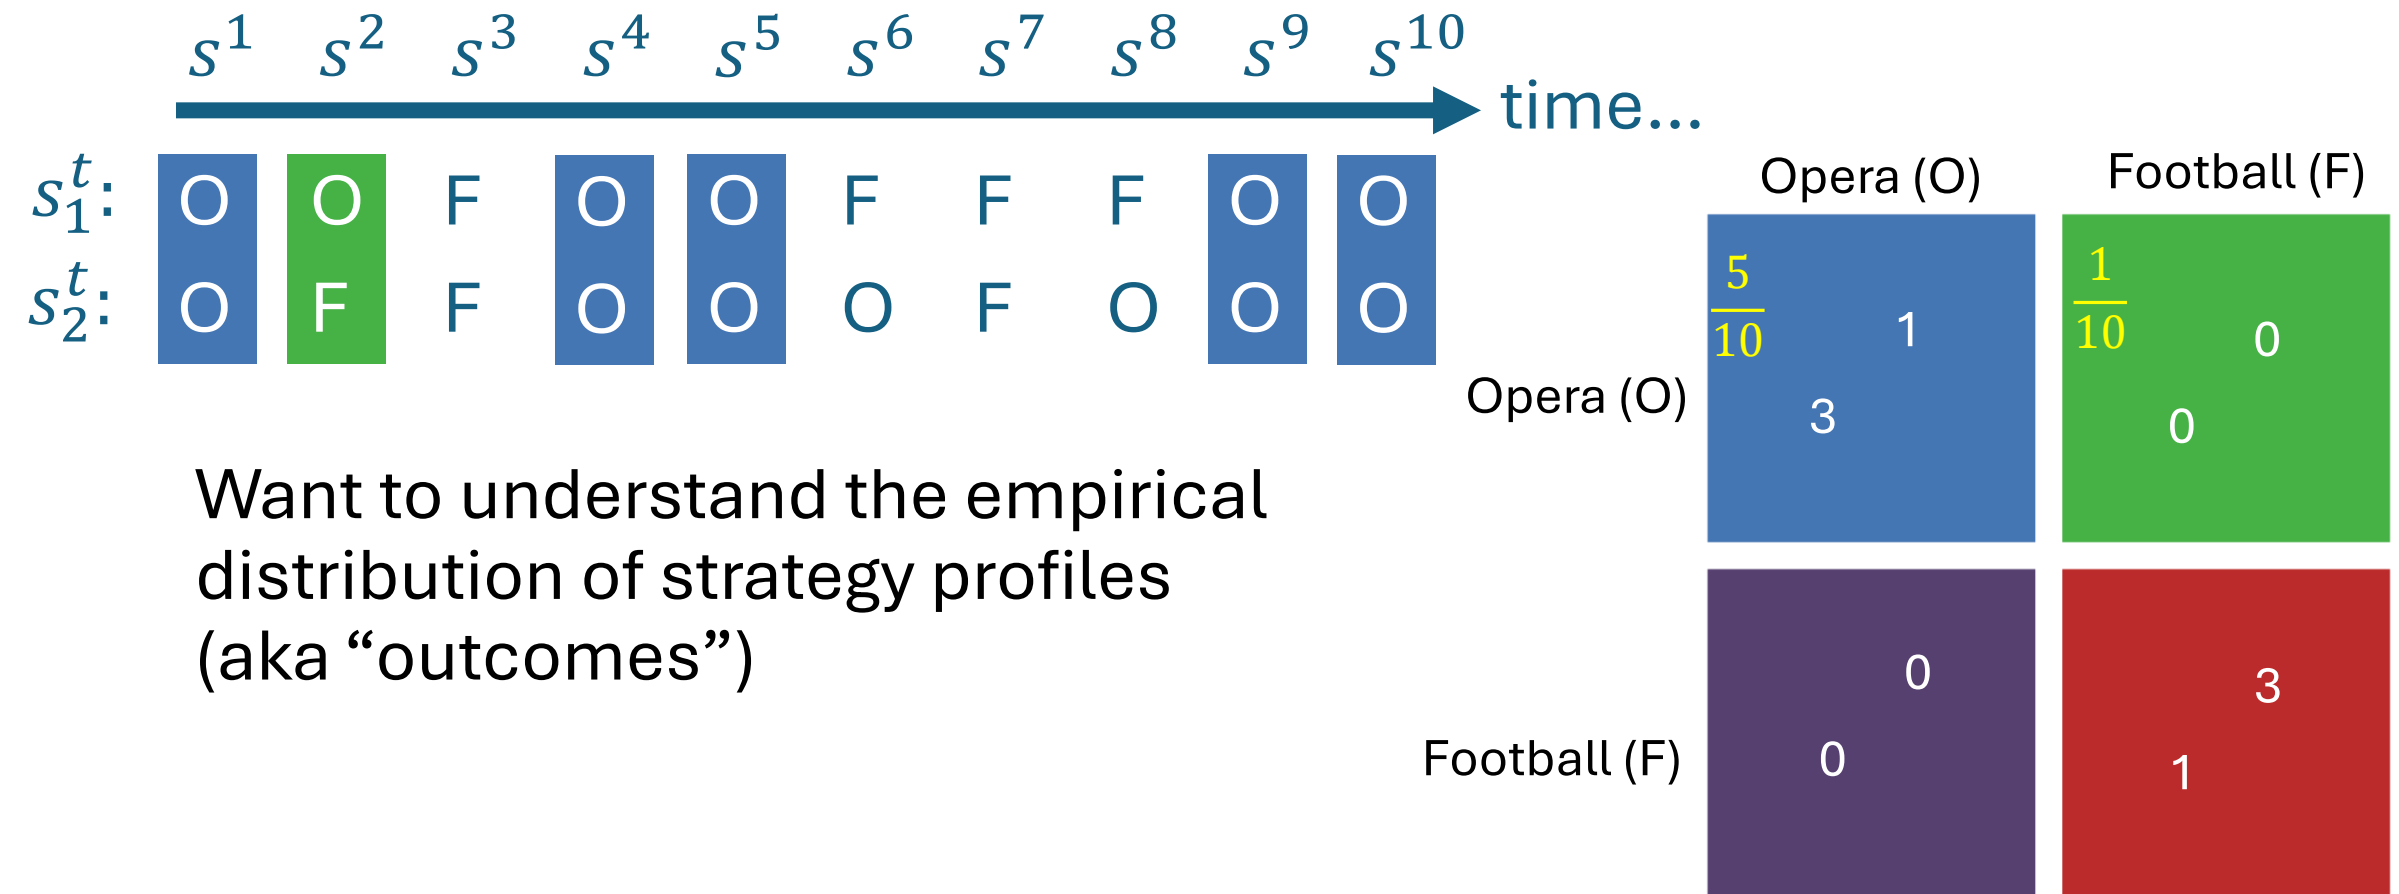 s¹ s² s³ s⁴ s⁵ s⁶ s⁷ s⁸ s⁹ s¹⁰
time...
s₁ᵗ: O O F O O F F F O O
s₂ᵗ: O F F O O O F O O O
Want to understand the empirical
distribution of strategy profiles
(aka “outcomes”)
Opera (O) Football (F)
Opera (O)
5/10 1
3
1/10 0
0
Football (F)
0
0
3
1